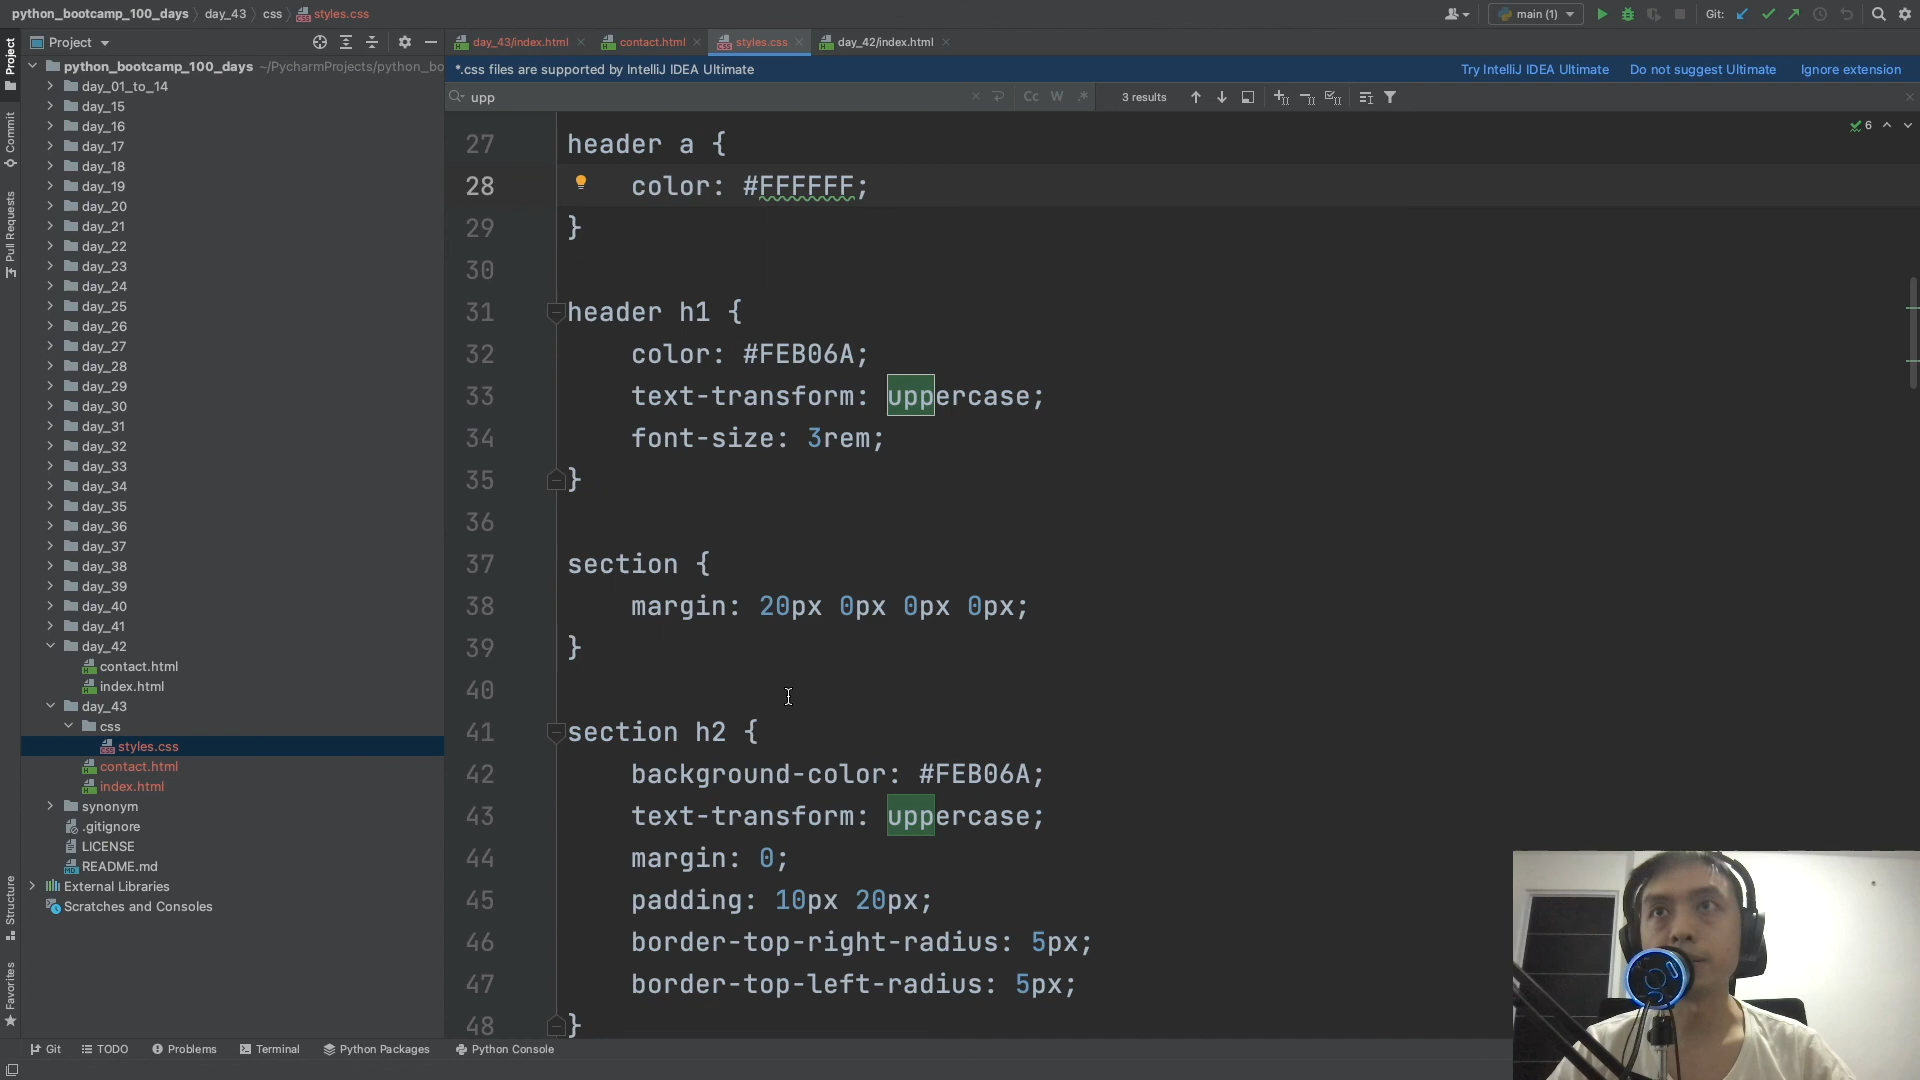 python_bootcamp_100_days  day_43  css  styles.css
main (1)  Git:
Project
day_43/index.html  contact.html  styles.css  day_42/index.html
python_bootcamp_100_days ~/PycharmProjects/python_bo
*.css files are supported by IntelliJ IDEA Ultimate  Try IntelliJ IDEA Ultimate  Do not suggest Ultimate  Ignore extension
upp  Cc  W  .*  3 results
6
Project
Commit
Pull Requests
Structure
Favorites
day_01_to_14
day_15
day_16
day_17
day_18
day_19
day_20
day_21
day_22
day_23
day_24
day_25
day_26
day_27
day_28
day_29
day_30
day_31
day_32
day_33
day_34
day_35
day_36
day_37
day_38
day_39
day_40
day_41
day_42
contact.html
index.html
day_43
css
styles.css
contact.html
index.html
synonym
.gitignore
LICENSE
README.md
External Libraries
Scratches and Consoles
27 header a {
28 color: #FFFFFF;
29 }
30
31 header h1 {
32 color: #FEB06A;
33 text-transform: uppercase;
34 font-size: 3rem;
35 }
36
37 section {
38 margin: 20px 0px 0px 0px;
39 }
40
41 section h2 {
42 background-color: #FEB06A;
43 text-transform: uppercase;
44 margin: 0;
45 padding: 10px 20px;
46 border-top-right-radius: 5px;
47 border-top-left-radius: 5px;
48 }
Git  TODO  Problems  Terminal  Python Packages  Python Console